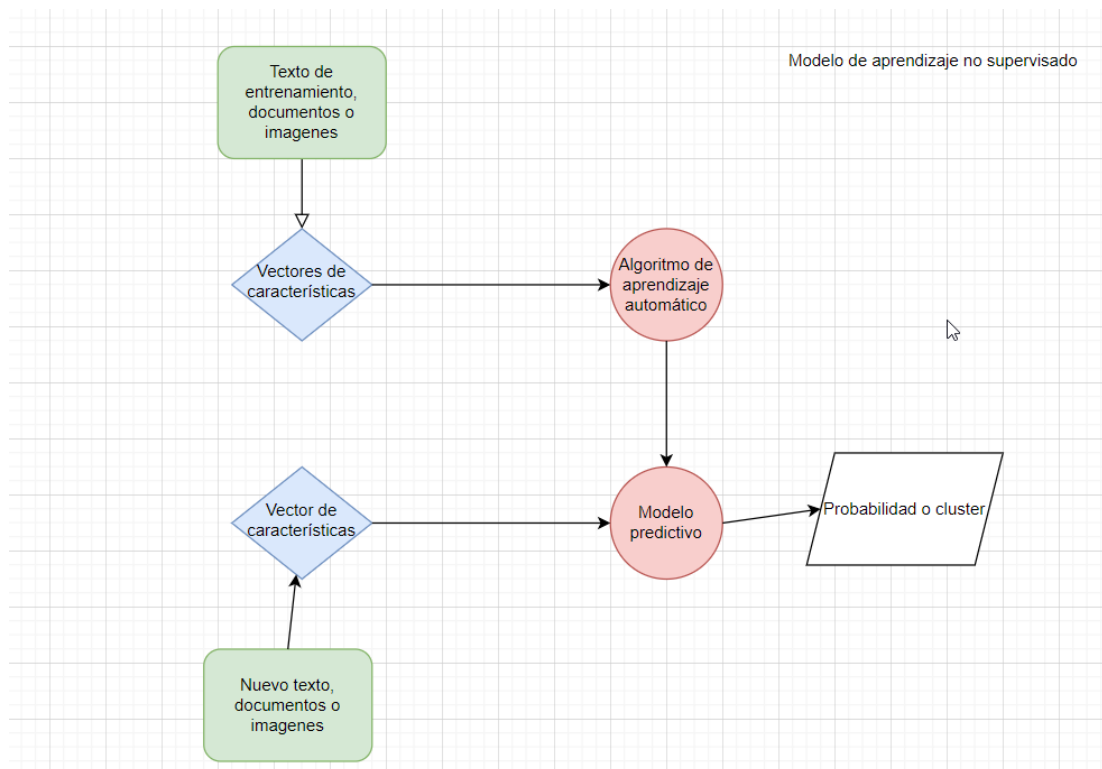 Modelo de aprendizaje no supervisado
Texto de
entrenamiento,
documentos o
imagenes
Vectores de
características
Algoritmo de
aprendizaje
automático
Vector de
características
Modelo
predictivo
Probabilidad o cluster
Nuevo texto,
documentos o
imagenes